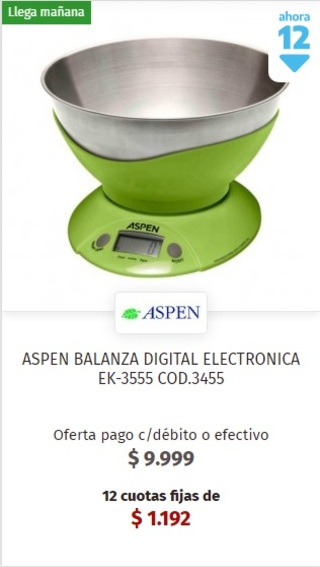 Llega mañana
ahora
12
ASPEN
ASPEN
ASPEN BALANZA DIGITAL ELECTRONICA
EK-3555 COD.3455
Oferta pago c/débito o efectivo
$ 9.999
12 cuotas fijas de
$ 1.192